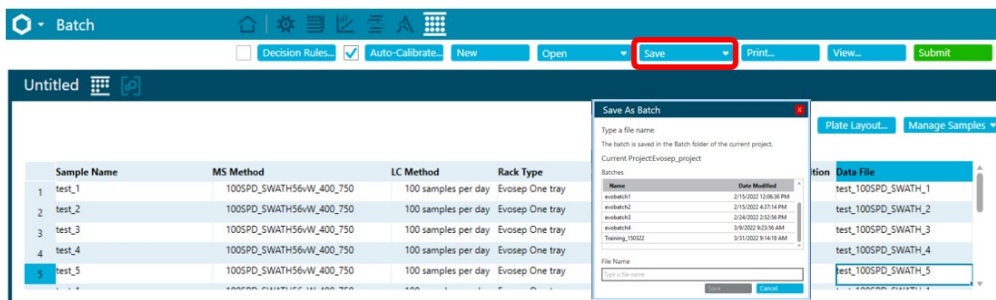 Batch
Decision Rules... Auto-Calibrate... New Open Save Print... View... Submit
Untitled
Save As Batch
X
Plate Layout... Manage Samples
Type a file name
The batch is saved in the Batch folder of the current project.
Current Project:Evosep_project
Batches
Name Date Modified
evobatch1 2/15/2022 12:06:36 PM
evobatch2 2/15/2022 4:37:14 PM
evobatch3 2/24/2022 2:32:56 PM
evobatch4 3/9/2022 9:23:56 AM
Training_150322 3/31/2022 9:14:18 AM
File Name
Type a file name
Save Cancel
Sample Name MS Method LC Method Rack Type ition Data File
1 test_1 100SPD_SWATH56vW_400_750 100 samples per day Evosep One tray test_100SPD_SWATH_1
2 test_2 100SPD_SWATH56vW_400_750 100 samples per day Evosep One tray test_100SPD_SWATH_2
3 test_3 100SPD_SWATH56vW_400_750 100 samples per day Evosep One tray test_100SPD_SWATH_3
4 test_4 100SPD_SWATH56vW_400_750 100 samples per day Evosep One tray test_100SPD_SWATH_4
5 test_5 100SPD_SWATH56vW_400_750 100 samples per day Evosep One tray test_100SPD_SWATH_5